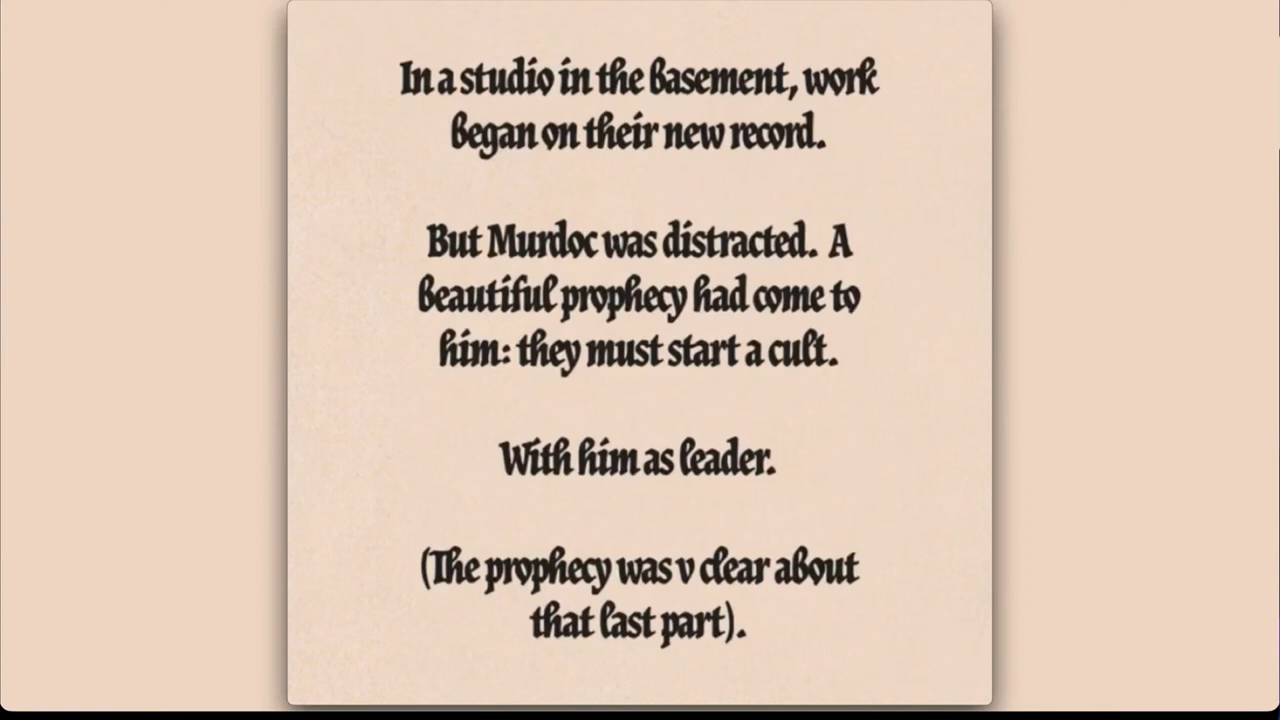 In a studio in the basement, work
began on their new record.
But Murdoc was distracted. A
beautiful prophecy had come to
him: they must start a cult.
With him as leader.
(The prophecy was v clear about
that last part).